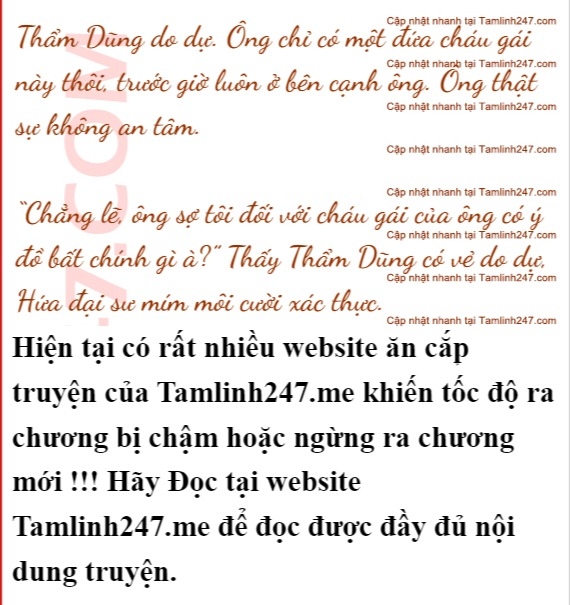 Cập nhật nhanh tại Tamlinh247.com
Thẩm Dũng do dự. Ông chỉ có một đứa cháu gái
Cập nhật nhanh tại Tamlinh247.com
này thôi, trước giờ luôn ở bên cạnh ông. Ông thật
Cập nhật nhanh tại Tamlinh247.com
sự không an tâm.
Cập nhật nhanh tại Tamlinh247.com
Cập nhật nhanh tại Tamlinh247.com
“Chẳng lẽ, ông sợ tôi đối với cháu gái của ông có ý
Cập nhật nhanh tại Tamlinh247.com
đồ bất chính gì à?” Thấy Thẩm Dũng có vẻ do dự,
Cập nhật nhanh tại Tamlinh247.com
Hứa đại sư mím môi cười xác thực.
Cập nhật nhanh tại Tamlinh247.com
7.COM
Hiện tại có rất nhiều website ăn cắp
truyện của Tamlinh247.me khiến tốc độ ra
chương bị chậm hoặc ngừng ra chương
mới !!! Hãy Đọc tại website
Tamlinh247.me để đọc được đầy đủ nội
dung truyện.